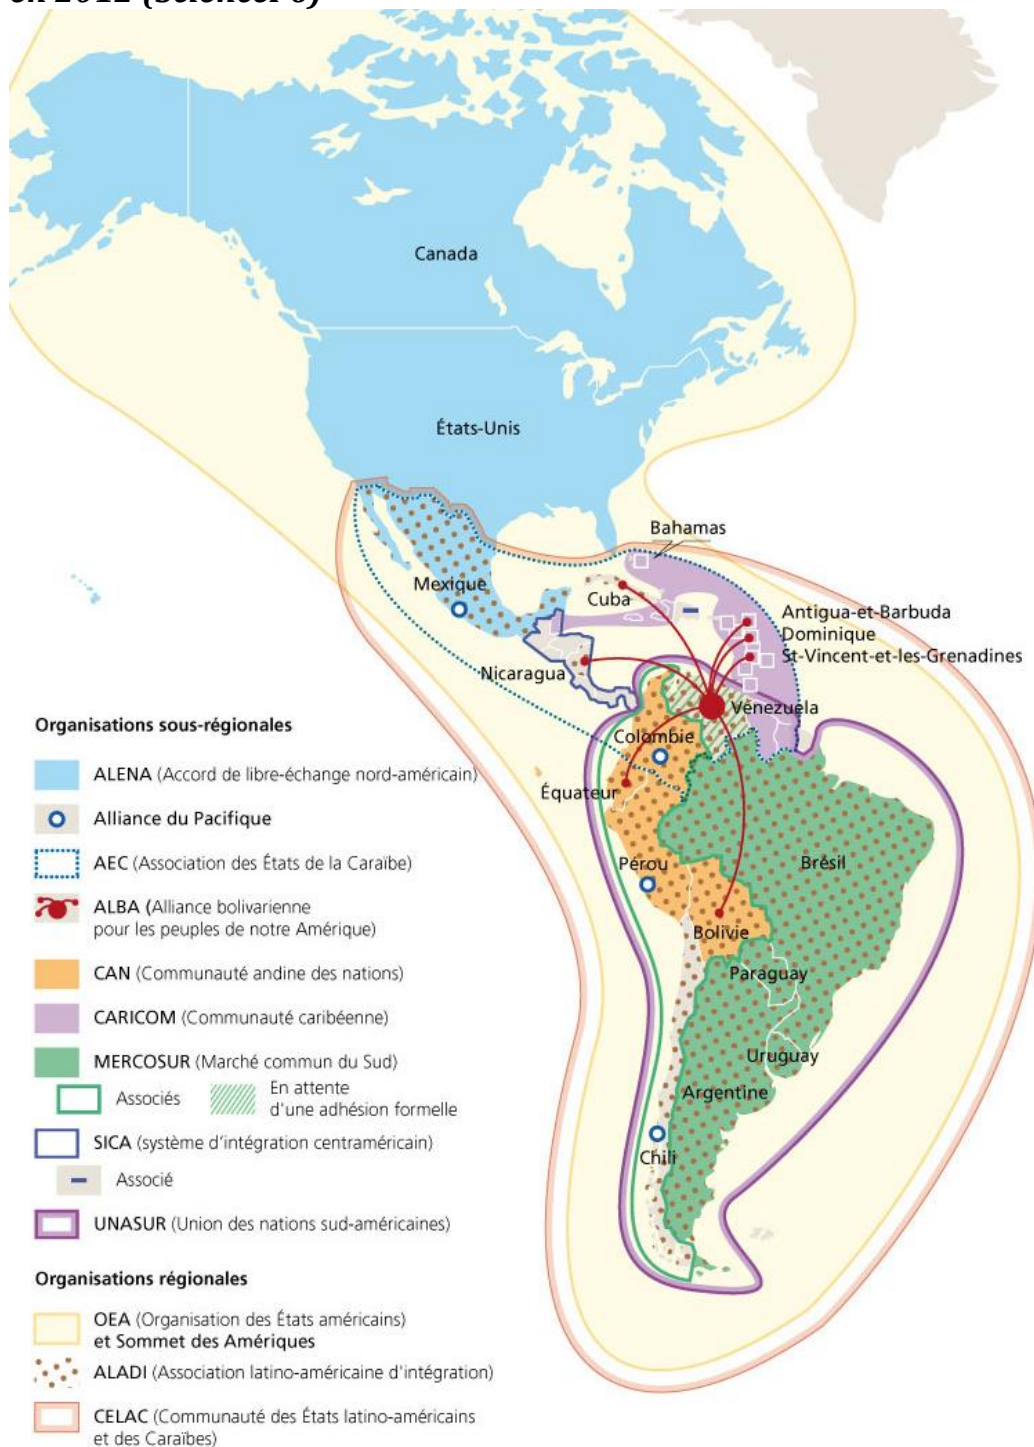 en 2012 (Sciences Po)
Canada
États-Unis
Bahamas
Mexique
Cuba
Antigua-et-Barbuda
Dominique
St-Vincent-et-les-Grenadines
Nicaragua
Venezuela
Colombie
Équateur
Pérou
Brésil
Bolivie
Paraguay
Uruguay
Argentine
Chili
Organisations sous-régionales
ALENA (Accord de libre-échange nord-américain)
Alliance du Pacifique
AEC (Association des États de la Caraïbe)
ALBA (Alliance bolivarienne
pour les peuples de notre Amérique)
CAN (Communauté andine des nations)
CARICOM (Communauté caribéenne)
MERCOSUR (Marché commun du Sud)
Associés
En attente
d'une adhésion formelle
SICA (système d'intégration centraméricain)
Associé
UNASUR (Union des nations sud-américaines)
Organisations régionales
OEA (Organisation des États américains)
et Sommet des Amériques
ALADI (Association latino-américaine d'intégration)
CELAC (Communauté des États latino-américains
et des Caraïbes)